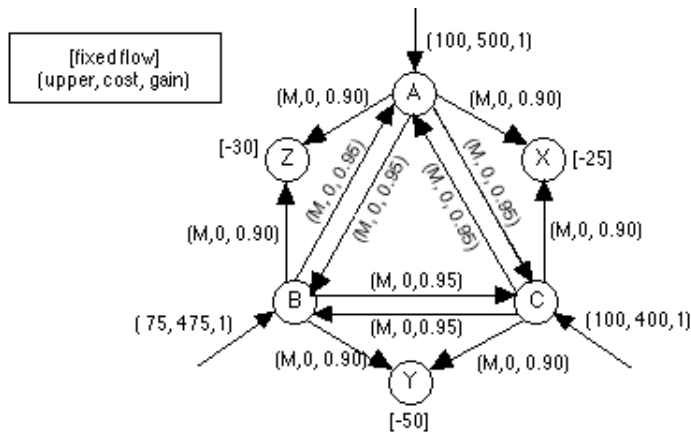 [fixed flow]
(upper, cost, gain)
(100, 500, 1)
A
(M,0, 0.90)
(M,0, 0.90)
[-30]
Z
X
[-25]
(M, 0, 0.95)
(M, 0, 0.95)
(M, 0, 0.95)
(M, 0, 0.95)
(M,0, 0.90)
(M,0, 0.90)
(M, 0,0.95)
B
C
(M, 0,0.95)
( 75, 475,1)
(100, 400,1)
(M,0, 0.90)
(M,0, 0.90)
Y
[-50]